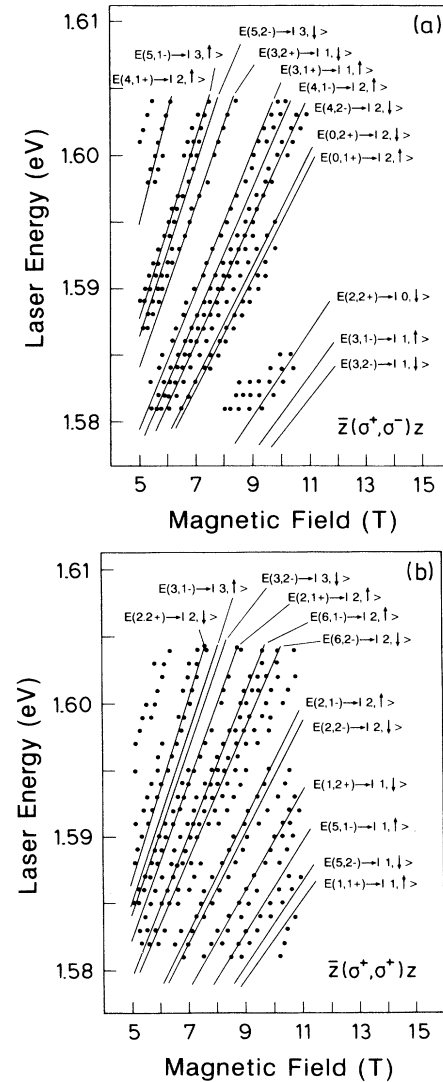 (a)
E(5,2-)→| 3,↓>
E(5,1-)→| 3,↑>
E(3,2+)→| 1,↓>
E(4,1+)→| 2,↑>
E(3,1+)→| 1,↑>
E(4,1-)→| 2,↑>
E(4,2-)→| 2,↓>
E(0,2+)→| 2,↓>
E(0,1+)→| 2,↑>
E(2,2+)→| 0,↓>
E(3,1-)→| 1,↑>
E(3,2-)→| 1,↓>
z̄(σ⁺,σ⁻)z
1.61
1.60
1.59
1.58
Laser Energy (eV)
5 7 9 11 13 15
Magnetic Field (T)
(b)
E(3,1-)→| 3,↑>
E(3,2-)→| 3,↓>
E(2.2+)→| 2,↓>
E(2,1+)→| 2,↑>
E(6,1-)→| 2,↑>
E(6,2-)→| 2,↓>
E(2,1-)→| 2,↑>
E(2,2-)→| 2,↓>
E(1,2+)→| 1,↓>
E(5,1-)→| 1,↑>
E(5,2-)→| 1,↓>
E(1,1+)→| 1,↑>
z̄(σ⁺,σ⁺)z
1.61
1.60
1.59
1.58
Laser Energy (eV)
5 7 9 11 13 15
Magnetic Field (T)